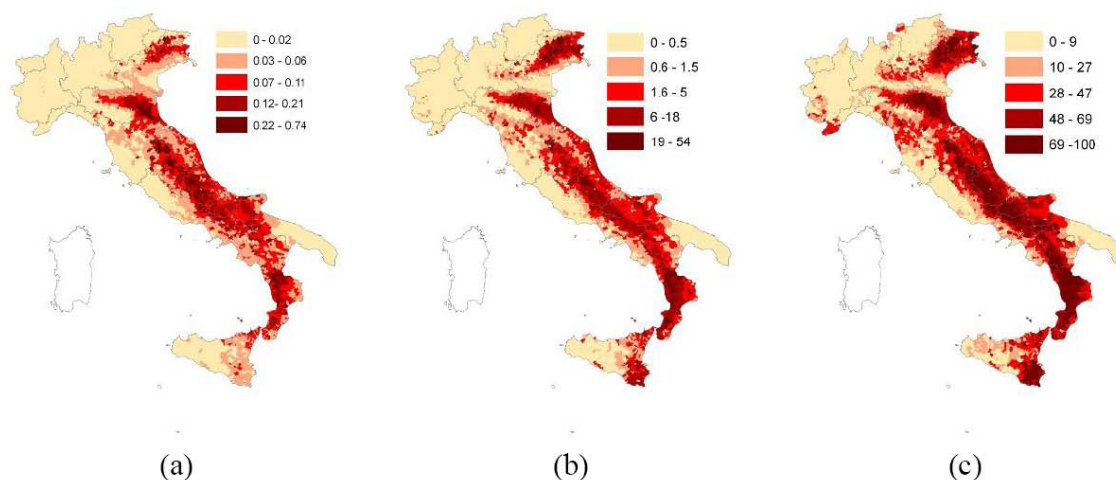 0 - 0.02
0.03 - 0.06
0.07 - 0.11
0.12- 0.21
0.22 - 0.74
0 - 0.5
0.6 - 1.5
1.6 - 5
6 -18
19 - 54
0 - 9
10 - 27
28 - 47
48 - 69
69 -100
(a)
(b)
(c)